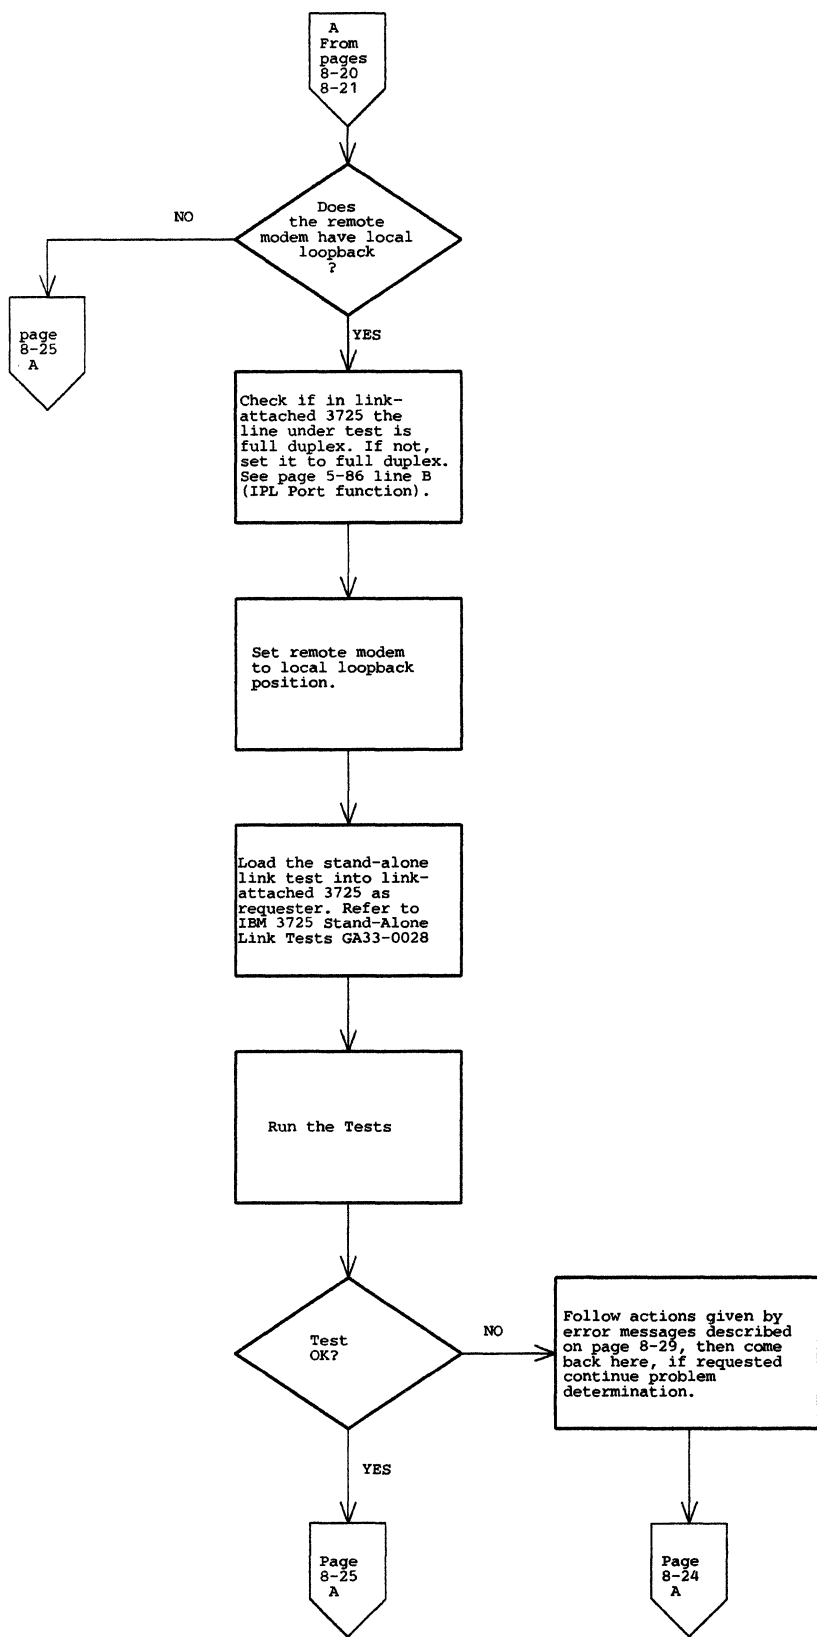 A
From
pages
8-20
8-21
Does
the remote
modem have local
loopback
?
NO
page
8-25
A
YES
Check if in link-
attached 3725 the
line under test is
full duplex. If not,
set it to full duplex.
See page 5-86 line B
(IPL Port function).
Set remote modem
to local loopback
position.
Load the stand-alone
link test into link-
attached 3725 as
requester. Refer to
IBM 3725 Stand-Alone
Link Tests GA33-0028
Run the Tests
Test
OK?
NO
Follow actions given by
error messages described
on page 8-29, then come
back here, if requested
continue problem
determination.
YES
Page
8-25
A
Page
8-24
A